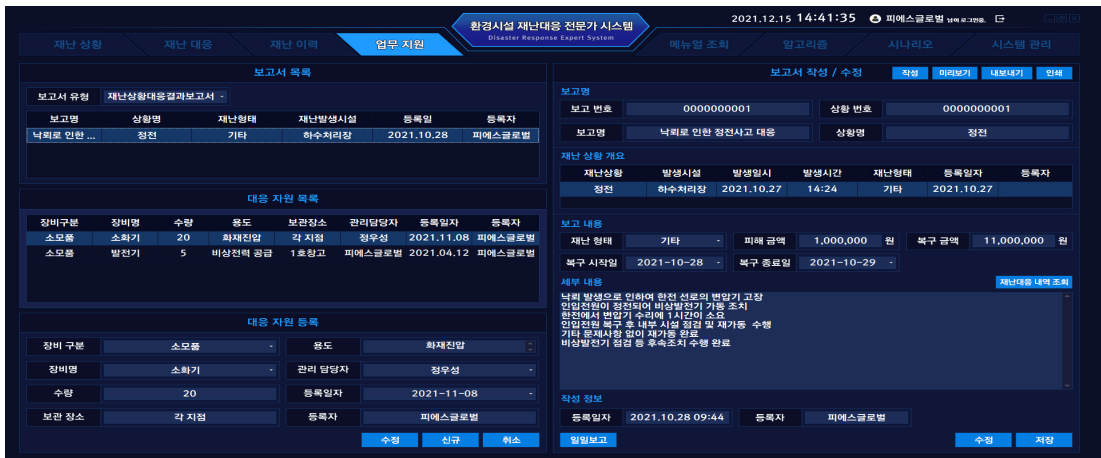 환경시설 재난대응 전문가 시스템
Disaster Response Expert System
2021.12.15 14:41:35 피에스글로벌 님이 로그인중.
재난 상황 재난 대응 재난 이력 업무 지원 메뉴얼 조회 알고리즘 시나리오 시스템 관리
보고서 목록
보고서 유형 재난상황대응결과보고서
보고명 상황명 재난형태 재난발생시설 등록일 등록자
낙뢰로 인한 ... 정전 기타 하수처리장 2021.10.28 피에스글로벌
대응 자원 목록
장비구분 장비명 수량 용도 보관장소 관리담당자 등록일자 등록자
소모품 소화기 20 화재진압 각 지점 정우성 2021.11.08 피에스글로벌
소모품 발전기 5 비상전력 공급 1호창고 피에스글로벌 2021.04.12 피에스글로벌
대응 자원 등록
장비 구분 소모품 용도 화재진압
장비명 소화기 관리 담당자 정우성
수량 20 등록일자 2021-11-08
보관 장소 각 지점 등록자 피에스글로벌
수정 신규 취소
보고서 작성 / 수정 작성 미리보기 내보내기 인쇄
보고명
보고 번호 0000000001 상황 번호 0000000001
보고명 낙뢰로 인한 정전사고 대응 상황명 정전
재난 상황 개요
재난상황 발생시설 발생일시 발생시간 재난형태 등록일자 등록자
정전 하수처리장 2021.10.27 14:24 기타 2021.10.27
보고 내용
재난 형태 기타 피해 금액 1,000,000 원 복구 금액 11,000,000 원
복구 시작일 2021-10-28 복구 종료일 2021-10-29
세부 내용 재난대응 내역 조회
낙뢰 발생으로 인하여 한전 선로의 변압기 고장
인입전원이 정전되어 비상발전기 가동 조치
한전에서 변압기 수리에 1시간이 소요
인입전원 복구 후 내부 시설 점검 및 재가동 수행
기타 문제사항 없이 재가동 완료
비상발전기 점검 등 후속조치 수행 완료
작성 정보
등록일자 2021.10.28 09:44 등록자 피에스글로벌
일일보고 수정 저장